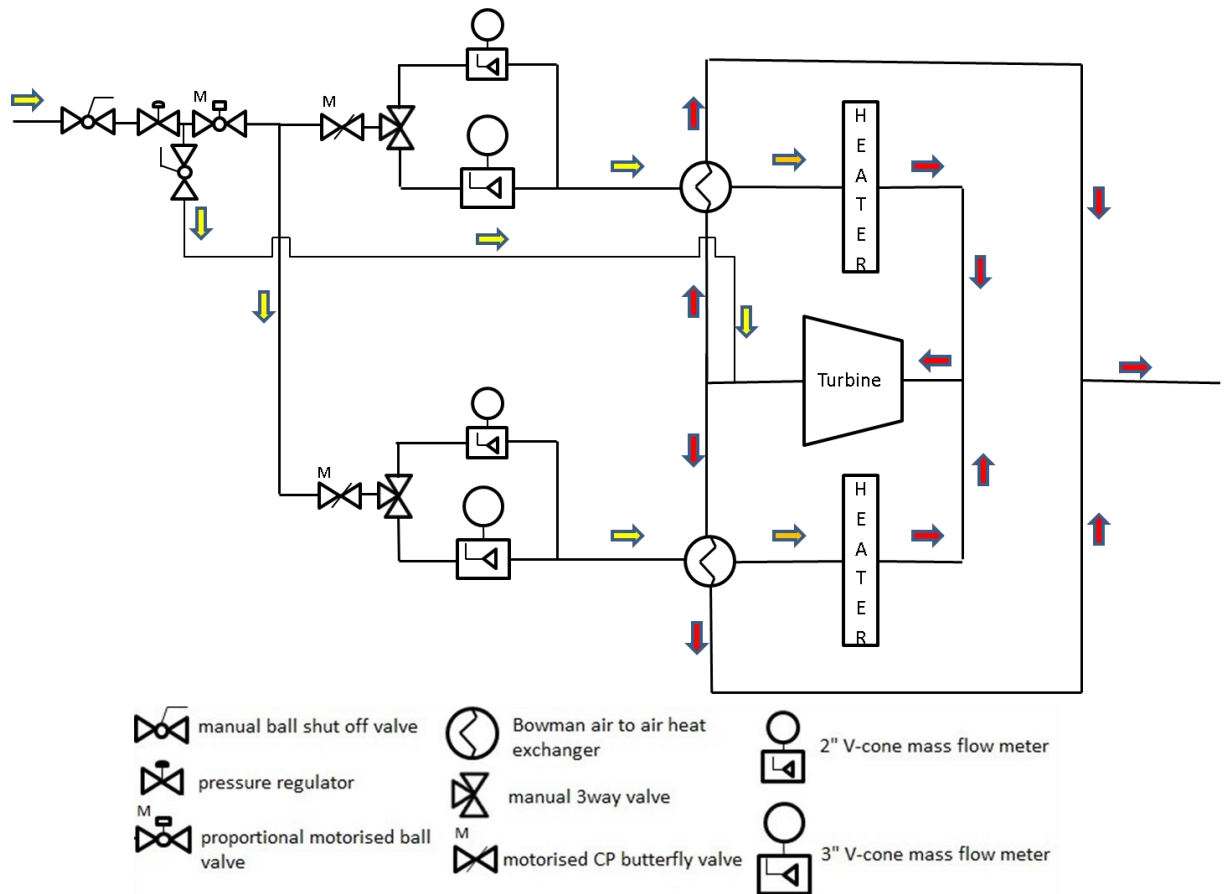 M
M
H
E
A
T
E
R
Turbine
M
H
E
A
T
E
R
manual ball shut off valve
pressure regulator
M
proportional motorised ball
valve
Bowman air to air heat
exchanger
manual 3way valve
M
motorised CP butterfly valve
2" V-cone mass flow meter
3" V-cone mass flow meter